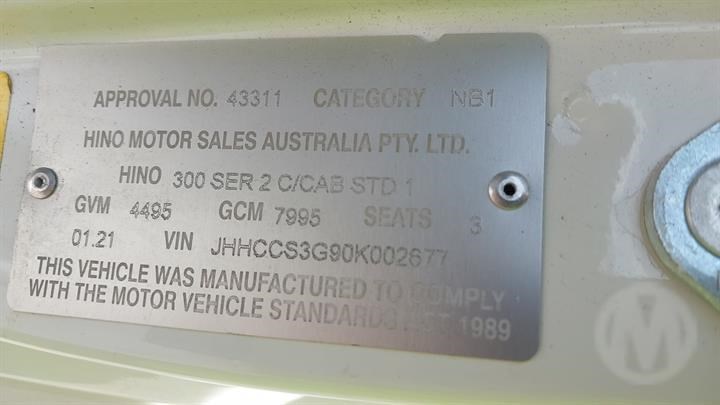 APPROVAL NO. 43311 CATEGORY NB1
HINO MOTOR SALES AUSTRALIA PTY. LTD.
HINO 300 SER 2 C/CAB STD 1
GVM 4495 GCM 7995 SEATS 3
01.21 VIN JHHCCS3G90K002677
THIS VEHICLE WAS MANUFACTURED TO COMPLY
WITH THE MOTOR VEHICLE STANDARDS ACT 1989
M